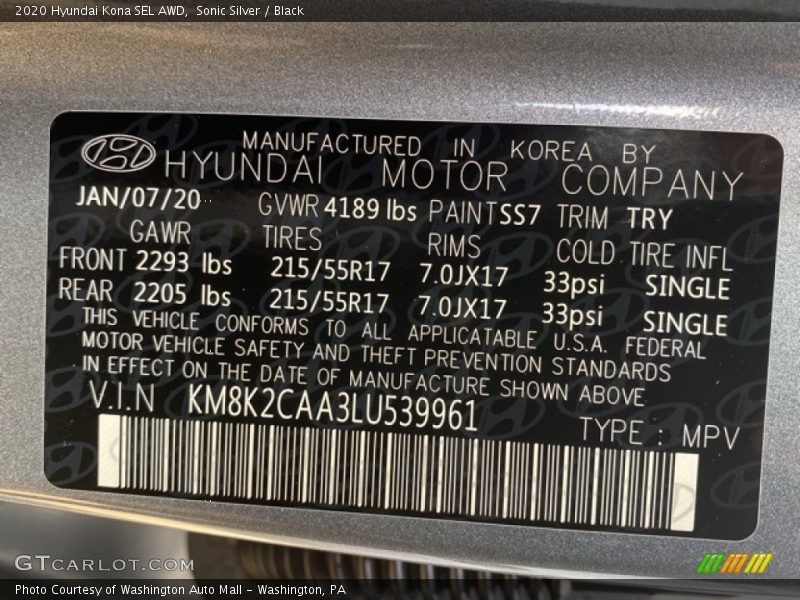 2020 Hyundai Kona SEL AWD,  Sonic Silver / Black
MANUFACTURED IN KOREA BY
HYUNDAI MOTOR COMPANY
JAN/07/20 GVWR 4189 lbs PAINT SS7 TRIM TRY
GAWR TIRES RIMS COLD TIRE INFL
FRONT 2293 lbs 215/55R17 7.0JX17 33psi SINGLE
REAR 2205 lbs 215/55R17 7.0JX17 33psi SINGLE
THIS VEHICLE CONFORMS TO ALL APPLICATABLE U.S.A. FEDERAL
MOTOR VEHICLE SAFETY AND THEFT PREVENTION STANDARDS
IN EFFECT ON THE DATE OF MANUFACTURE SHOWN ABOVE
V.I.N KM8K2CAA3LU539961
TYPE : MPV
GTCARLOT.COM
Photo Courtesy of Washington Auto Mall - Washington, PA